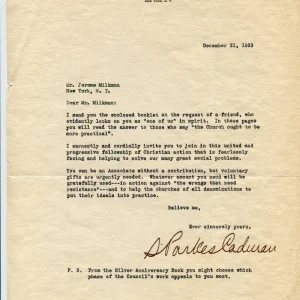 December 21, 1932
Mr. Jerome Milkman
New York, N. Y.
Dear Mr. Milkman:
I send you the enclosed booklet at the request of a friend, who
evidently looks on you as "one of us" in spirit. In these pages
you will read the answer to those who say "the Church ought to be
more practical".
I earnestly and cordially invite you to join in this united and
progressive fellowship of Christian action that is fearlessly
facing and helping to solve our many great social problems.
You can be an Associate without a contribution, but voluntary
gifts are urgently needed. Whatever amount you send will be
gratefully used---in action against "the wrongs that need
resistance"---and to help the churches of all denominations to
put their ideals into practice.
Believe me,
Ever sincerely yours,
S. Parkes Cadman
P. S. From the Silver Anniversary Book you might choose which
phase of the Council's work appeals to you most.